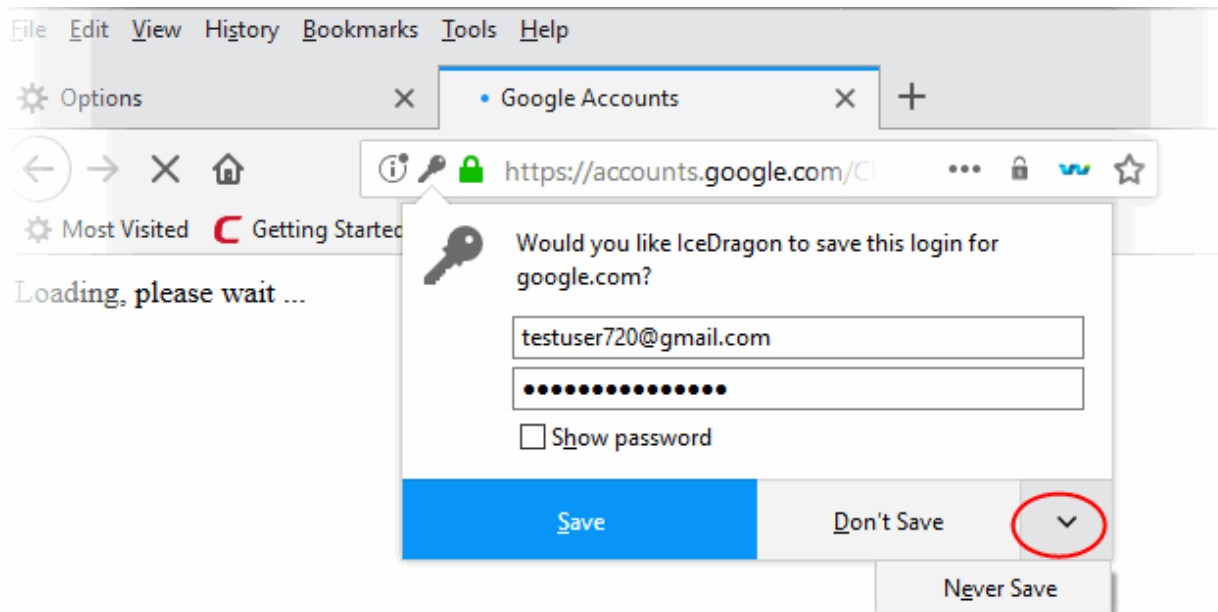 File Edit View History Bookmarks Tools Help
Options Google Accounts
https://accounts.google.com/
Most Visited Getting Started
Would you like IceDragon to save this login for
google.com?
Loading, please wait ...
testuser720@gmail.com
•••••••••••••••
Show password
Save Don't Save
Never Save